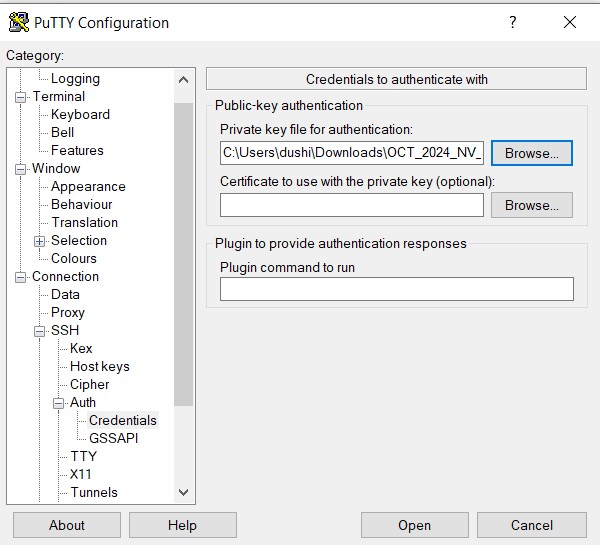 PuTTY Configuration
?
Category:
Logging
Terminal
Keyboard
Bell
Features
Window
Appearance
Behaviour
Translation
Selection
Colours
Connection
Data
Proxy
SSH
Kex
Host keys
Cipher
Auth
Credentials
GSSAPI
TTY
X11
Tunnels
Credentials to authenticate with
Public-key authentication
Private key file for authentication:
C:\Users\dushi\Downloads\OCT_2024_NV_ Browse...
Certificate to use with the private key (optional):
Browse...
Plugin to provide authentication responses
Plugin command to run
About Help Open Cancel